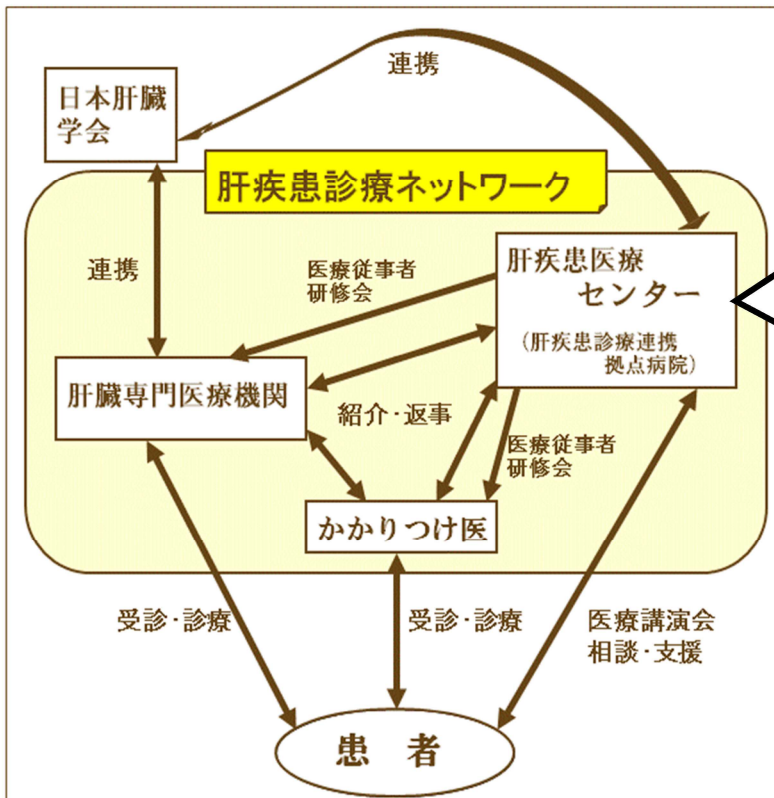 連携
日本肝臓
学会
肝疾患診療ネットワーク
連携
医療従事者
研修会
肝疾患医療
センター
(肝疾患診療連携
拠点病院)
肝臓専門医療機関
紹介・返事
医療従事者
研修会
かかりつけ医
受診・診療
受診・診療
医療講演会
相談・支援
患者